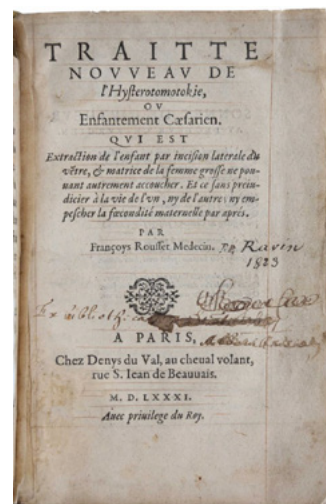 TRAITTE
NOVVEAV DE
l'Hyſterotomotokie,
OV
Enfantement Cæſarien.
QVI EST
Extraction de l'enfant par inciſion laterale du
vẽtre, & matrice de la femme groſſe ne pou-
uant autrement accoucher. Et ce ſans preiu-
dicier à la vie de l'vn, ny de l'autre; ny em-
peſcher la fœcondité maternelle par apres.
PAR
Françoys Rouſſet Medecin. Ravin
1823
Ex
A PARIS,
Chez Denys du Val, au cheual volant,
rue S. Iean de Beauuais.
M. D. LXXXI.
Auec priuilege du Roy.